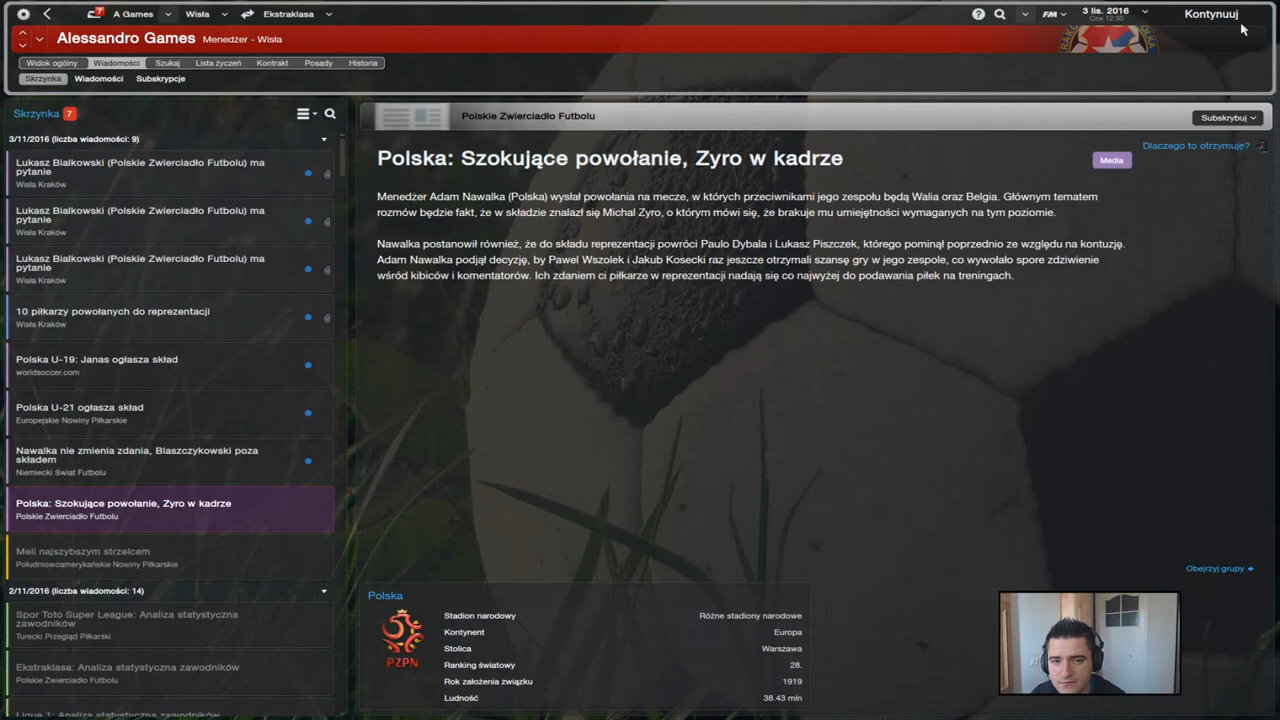 7
A Games
Wisła
Ekstraklasa
FM
3 lis. 2016
Czw 12:30
Kontynuuj
Alessandro Games
Menedżer - Wisła
Widok ogólny
Wiadomości
Szukaj
Lista życzeń
Kontrakt
Posady
Historia
Skrzynka
Wiadomości
Subskrypcje
Skrzynka 7
3/11/2016 (liczba wiadomości: 9)
Lukasz Bialkowski (Polskie Zwierciadło Futbolu) ma
pytanie
Wisła Kraków
Lukasz Bialkowski (Polskie Zwierciadło Futbolu) ma
pytanie
Wisła Kraków
Lukasz Bialkowski (Polskie Zwierciadło Futbolu) ma
pytanie
Wisła Kraków
10 piłkarzy powołanych do reprezentacji
Wisła Kraków
Polska U-19: Janas ogłasza skład
worldsoccer.com
Polska U-21 ogłasza skład
Europejskie Nowiny Piłkarskie
Nawalka nie zmienia zdania, Blaszczykowski poza
składem
Niemiecki Świat Futbolu
Polska: Szokujące powołanie, Zyro w kadrze
Polskie Zwierciadło Futbolu
Meli najszybszym strzelcem
Południowoamerykańskie Nowiny Piłkarskie
2/11/2016 (liczba wiadomości: 14)
Spor Toto Super League: Analiza statystyczna
zawodników
Turecki Przegląd Piłkarski
Ekstraklasa: Analiza statystyczna zawodników
Polskie Zwierciadło Futbolu
Ligue 1: Analiza statystyczna zawodników
Polskie Zwierciadło Futbolu
Subskrybuj
Dlaczego to otrzymuję?
Polska: Szokujące powołanie, Zyro w kadrze
Media
Menedżer Adam Nawalka (Polska) wysłał powołania na mecze, w których przeciwnikami jego zespołu będą Walia oraz Belgia. Głównym tematem
rozmów będzie fakt, że w składzie znalazł się Michal Zyro, o którym mówi się, że brakuje mu umiejętności wymaganych na tym poziomie.
Nawalka postanowił również, że do składu reprezentacji powróci Paulo Dybala i Lukasz Piszczek, którego pominął poprzednio ze względu na kontuzję.
Adam Nawalka podjął decyzję, by Pawel Wszolek i Jakub Kosecki raz jeszcze otrzymali szansę gry w jego zespole, co wywołało spore zdziwienie
wśród kibiców i komentatorów. Ich zdaniem ci piłkarze w reprezentacji nadają się co najwyżej do podawania piłek na treningach.
Obejrzyj grupy
Polska
PZPN
Stadion narodowy Różne stadiony narodowe
Kontynent Europa
Stolica Warszawa
Ranking światowy 28.
Rok założenia związku 1919
Ludność 38.43 mln